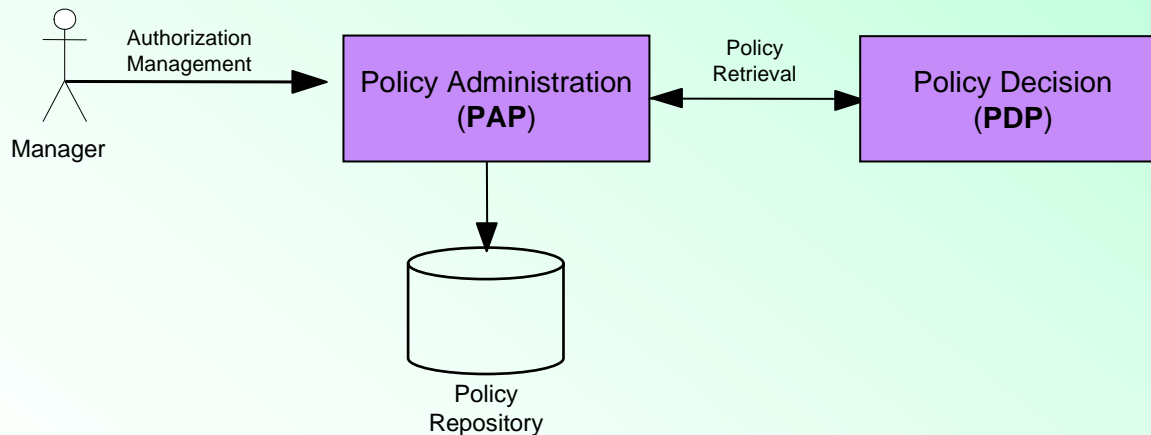 Authorization
Management
Manager
Policy Administration
(PAP)
Policy
Retrieval
Policy Decision
(PDP)
Policy
Repository